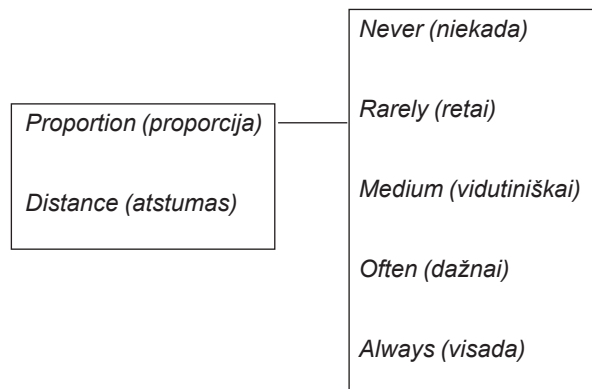 Proportion (proporcija)
Distance (atstumas)
Never (niekada)
Rarely (retai)
Medium (vidutiniškai)
Often (dažnai)
Always (visada)